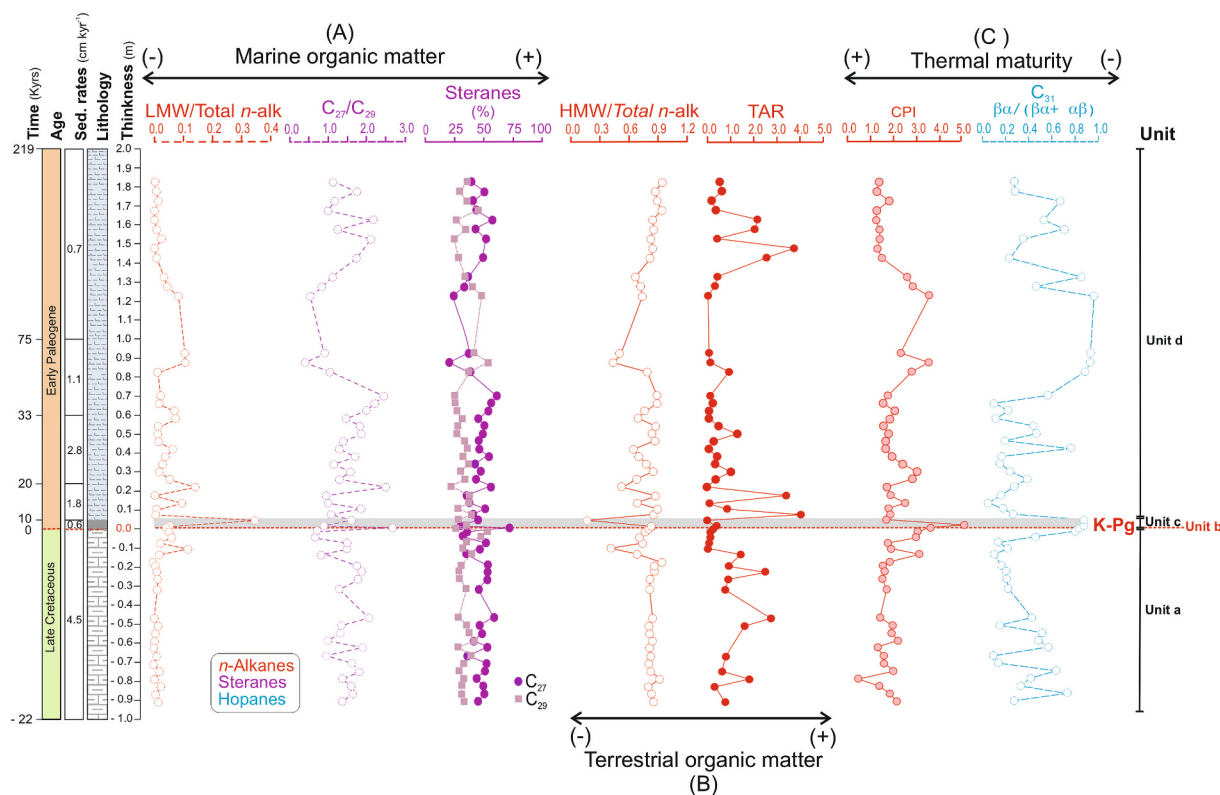 (A)
(-) Marine organic matter (+)
(C)
(+) Thermal maturity (-)
Time (Kyrs)
Age
Sed. rates (cm kyr⁻¹)
Lithology
Thinkness (m)
LMW/Total n-alk
0.0 0.1 0.2 0.3 0.4
C27/C29
0.0 1.0 2.0 3.0
Steranes
(%)
0 25 50 75 100
HMW/Total n-alk
0.0 0.3 0.6 0.9 1.2
TAR
0.0 1.0 2.0 3.0 4.0 5.0
CPI
0.0 1.0 2.0 3.0 4.0 5.0
C31
βα/(βα+ αβ)
0.0 0.2 0.4 0.6 0.8 1.0
Unit
219
75
33
20
10
0
- 22
Early Paleogene
Late Cretaceous
0.7
1.1
2.8
1.8
0.6
4.5
2.0
1.9
1.8
1.7
1.6
1.5
1.4
1.3
1.2
1.1
1.0
0.9
0.8
0.7
0.6
0.5
0.4
0.3
0.2
0.1
0.0
- 0.1
- 0.2
- 0.3
- 0.4
- 0.5
- 0.6
- 0.7
- 0.8
- 0.9
- 1.0
Unit d
K-Pg
Unit c
Unit b
Unit a
n-Alkanes
Steranes
Hopanes
C27
C29
(-) (+)
Terrestrial organic matter
(B)